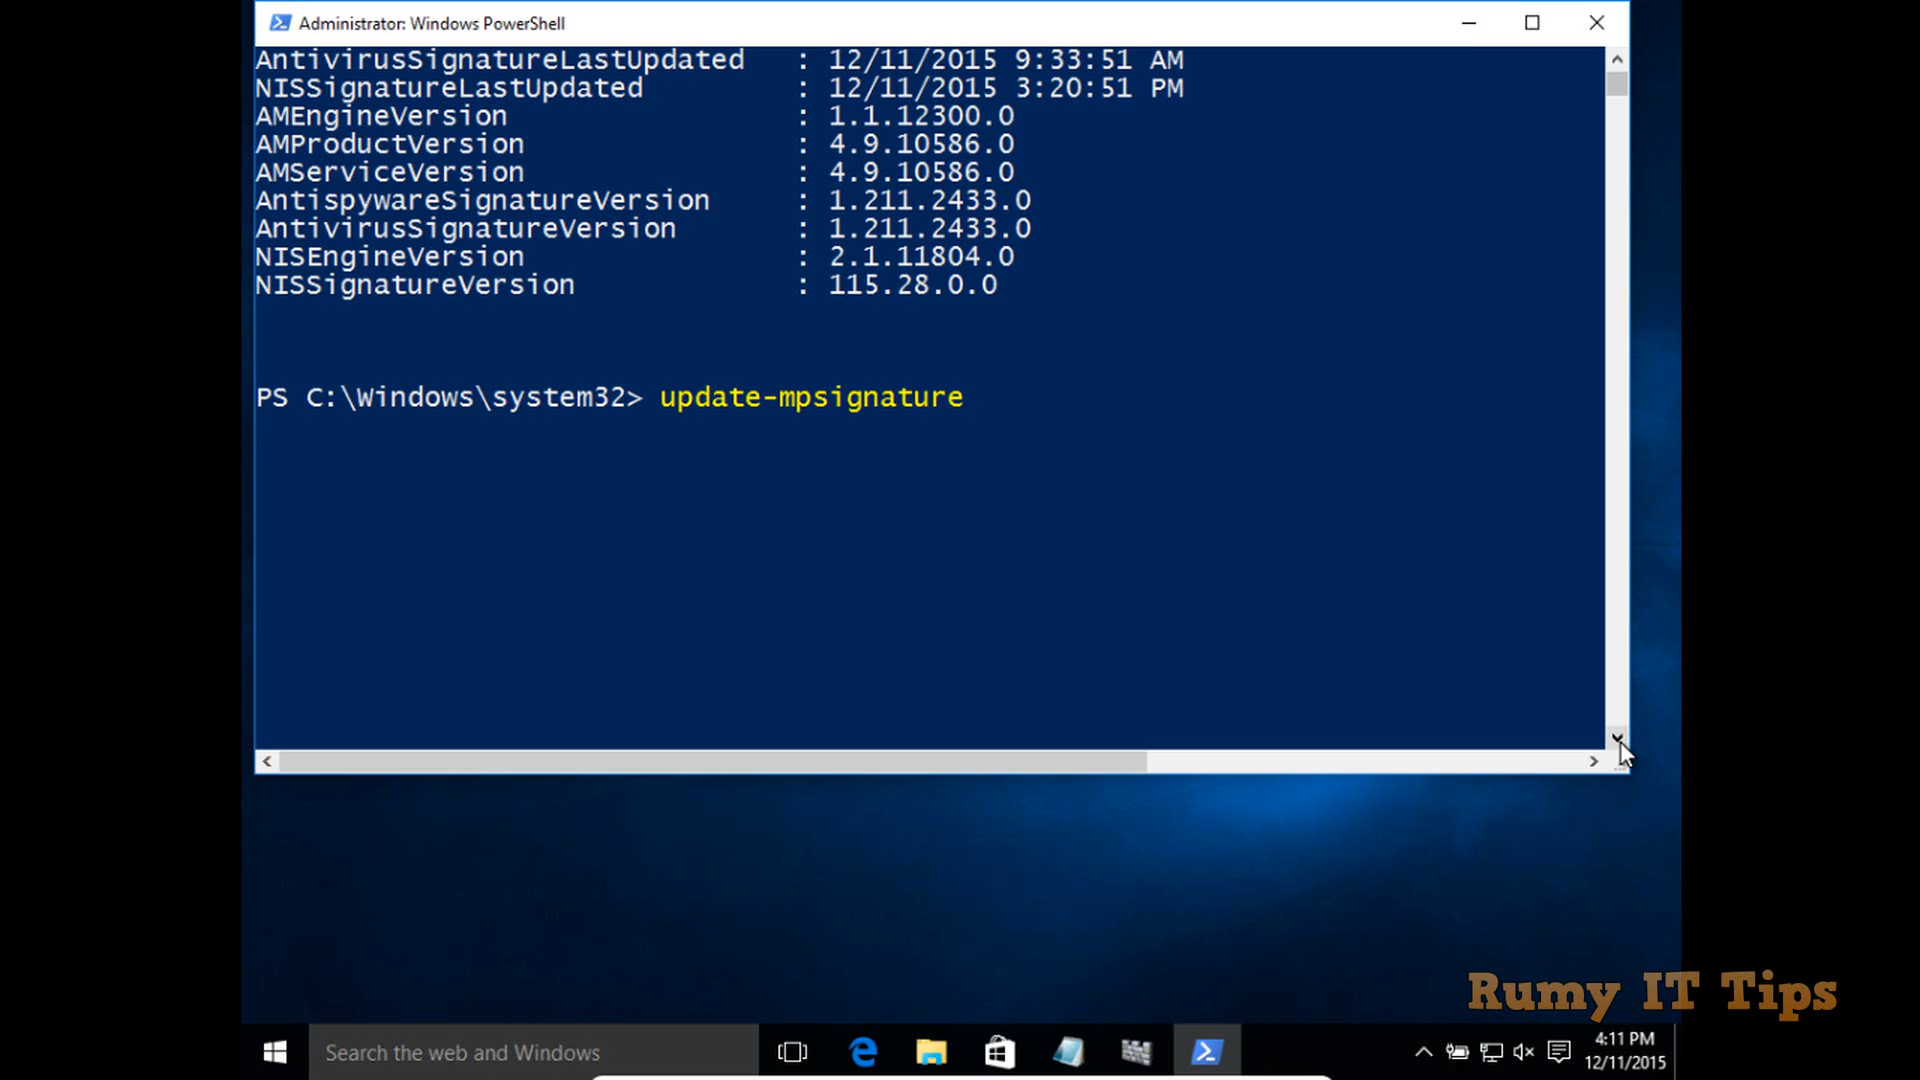 Administrator: Windows PowerShell
AntivirusSignatureLastUpdated : 12/11/2015 9:33:51 AM
NISSignatureLastUpdated : 12/11/2015 3:20:51 PM
AMEngineVersion : 1.1.12300.0
AMProductVersion : 4.9.10586.0
AMServiceVersion : 4.9.10586.0
AntispywareSignatureVersion : 1.211.2433.0
AntivirusSignatureVersion : 1.211.2433.0
NISEngineVersion : 2.1.11804.0
NISSignatureVersion : 115.28.0.0
PS C:\Windows\system32> update-mpsignature
Rumy IT Tips
Search the web and Windows
4:11 PM
12/11/2015